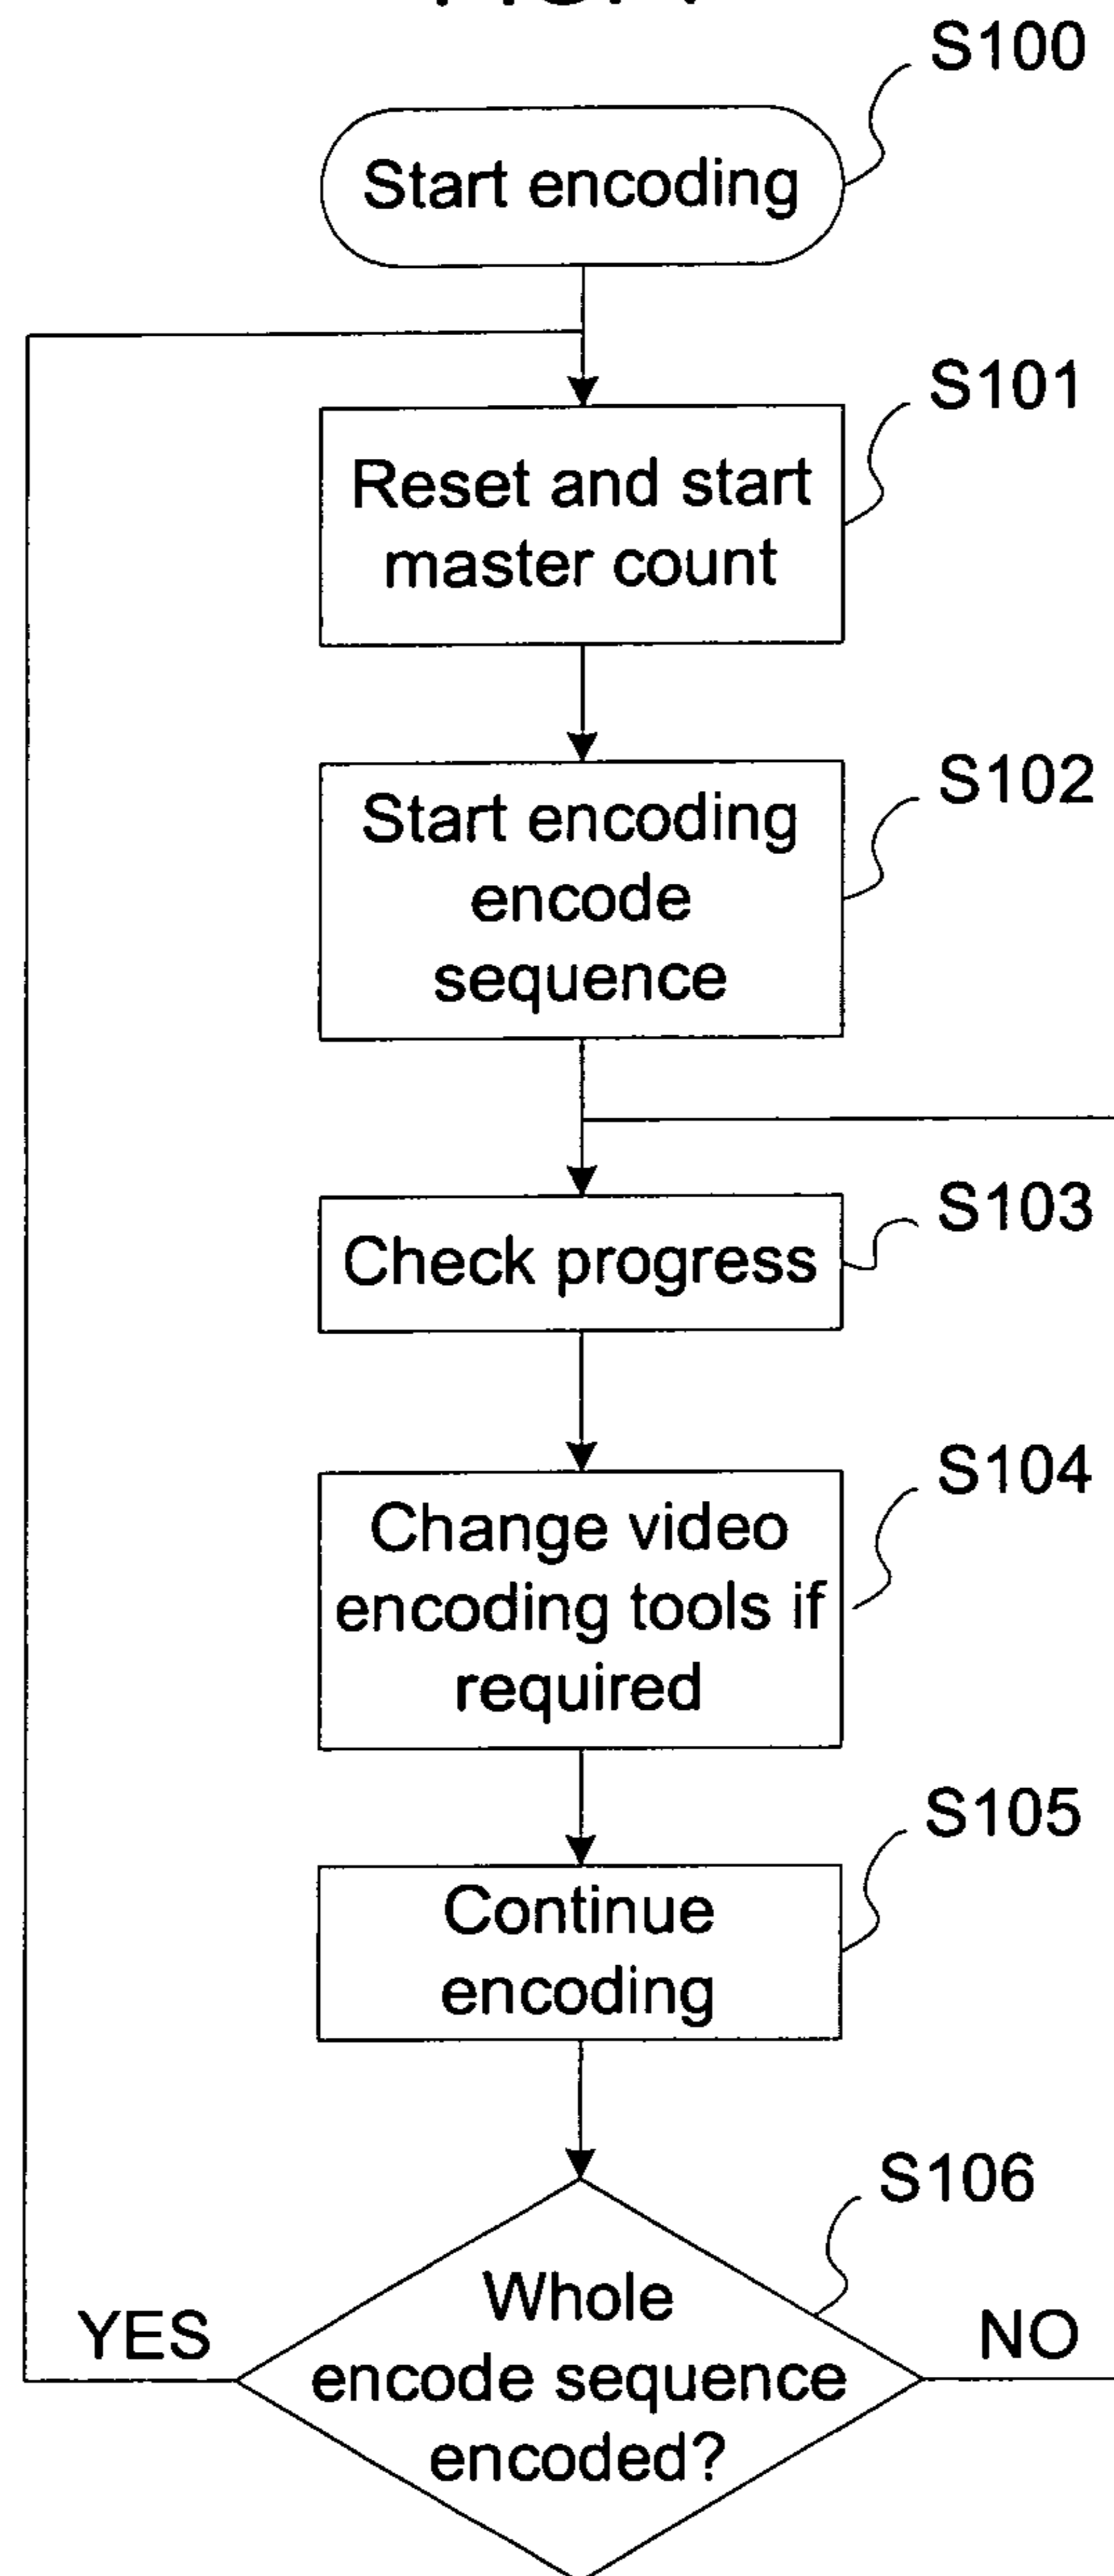 S100
Start encoding
S101
Reset and start
master count
S102
Start encoding
encode
sequence
S103
Check progress
S104
Change video
encoding tools if
required
S105
Continue
encoding
S106
YES
Whole
encode sequence
encoded?
NO